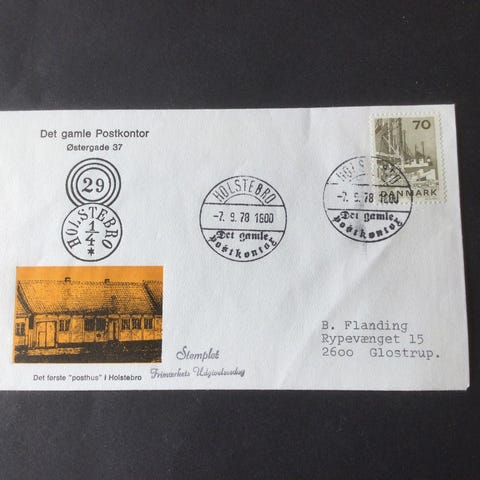 Det gamle Postkontor
Østergade 37
29
HOLSTEBRO
1/4
*
Det første "posthus" i Holstebro
HOLSTEBRO
-7. 9. 78 1600
Det gamle
postkontor
Stemplet
Frimærkets Udgivelsesdag
70
DANMARK
HOLSTEBRO
-7. 9. 78 1600
Det gamle
postkontor
B. Flanding
Rypevænget 15
2600 Glostrup.